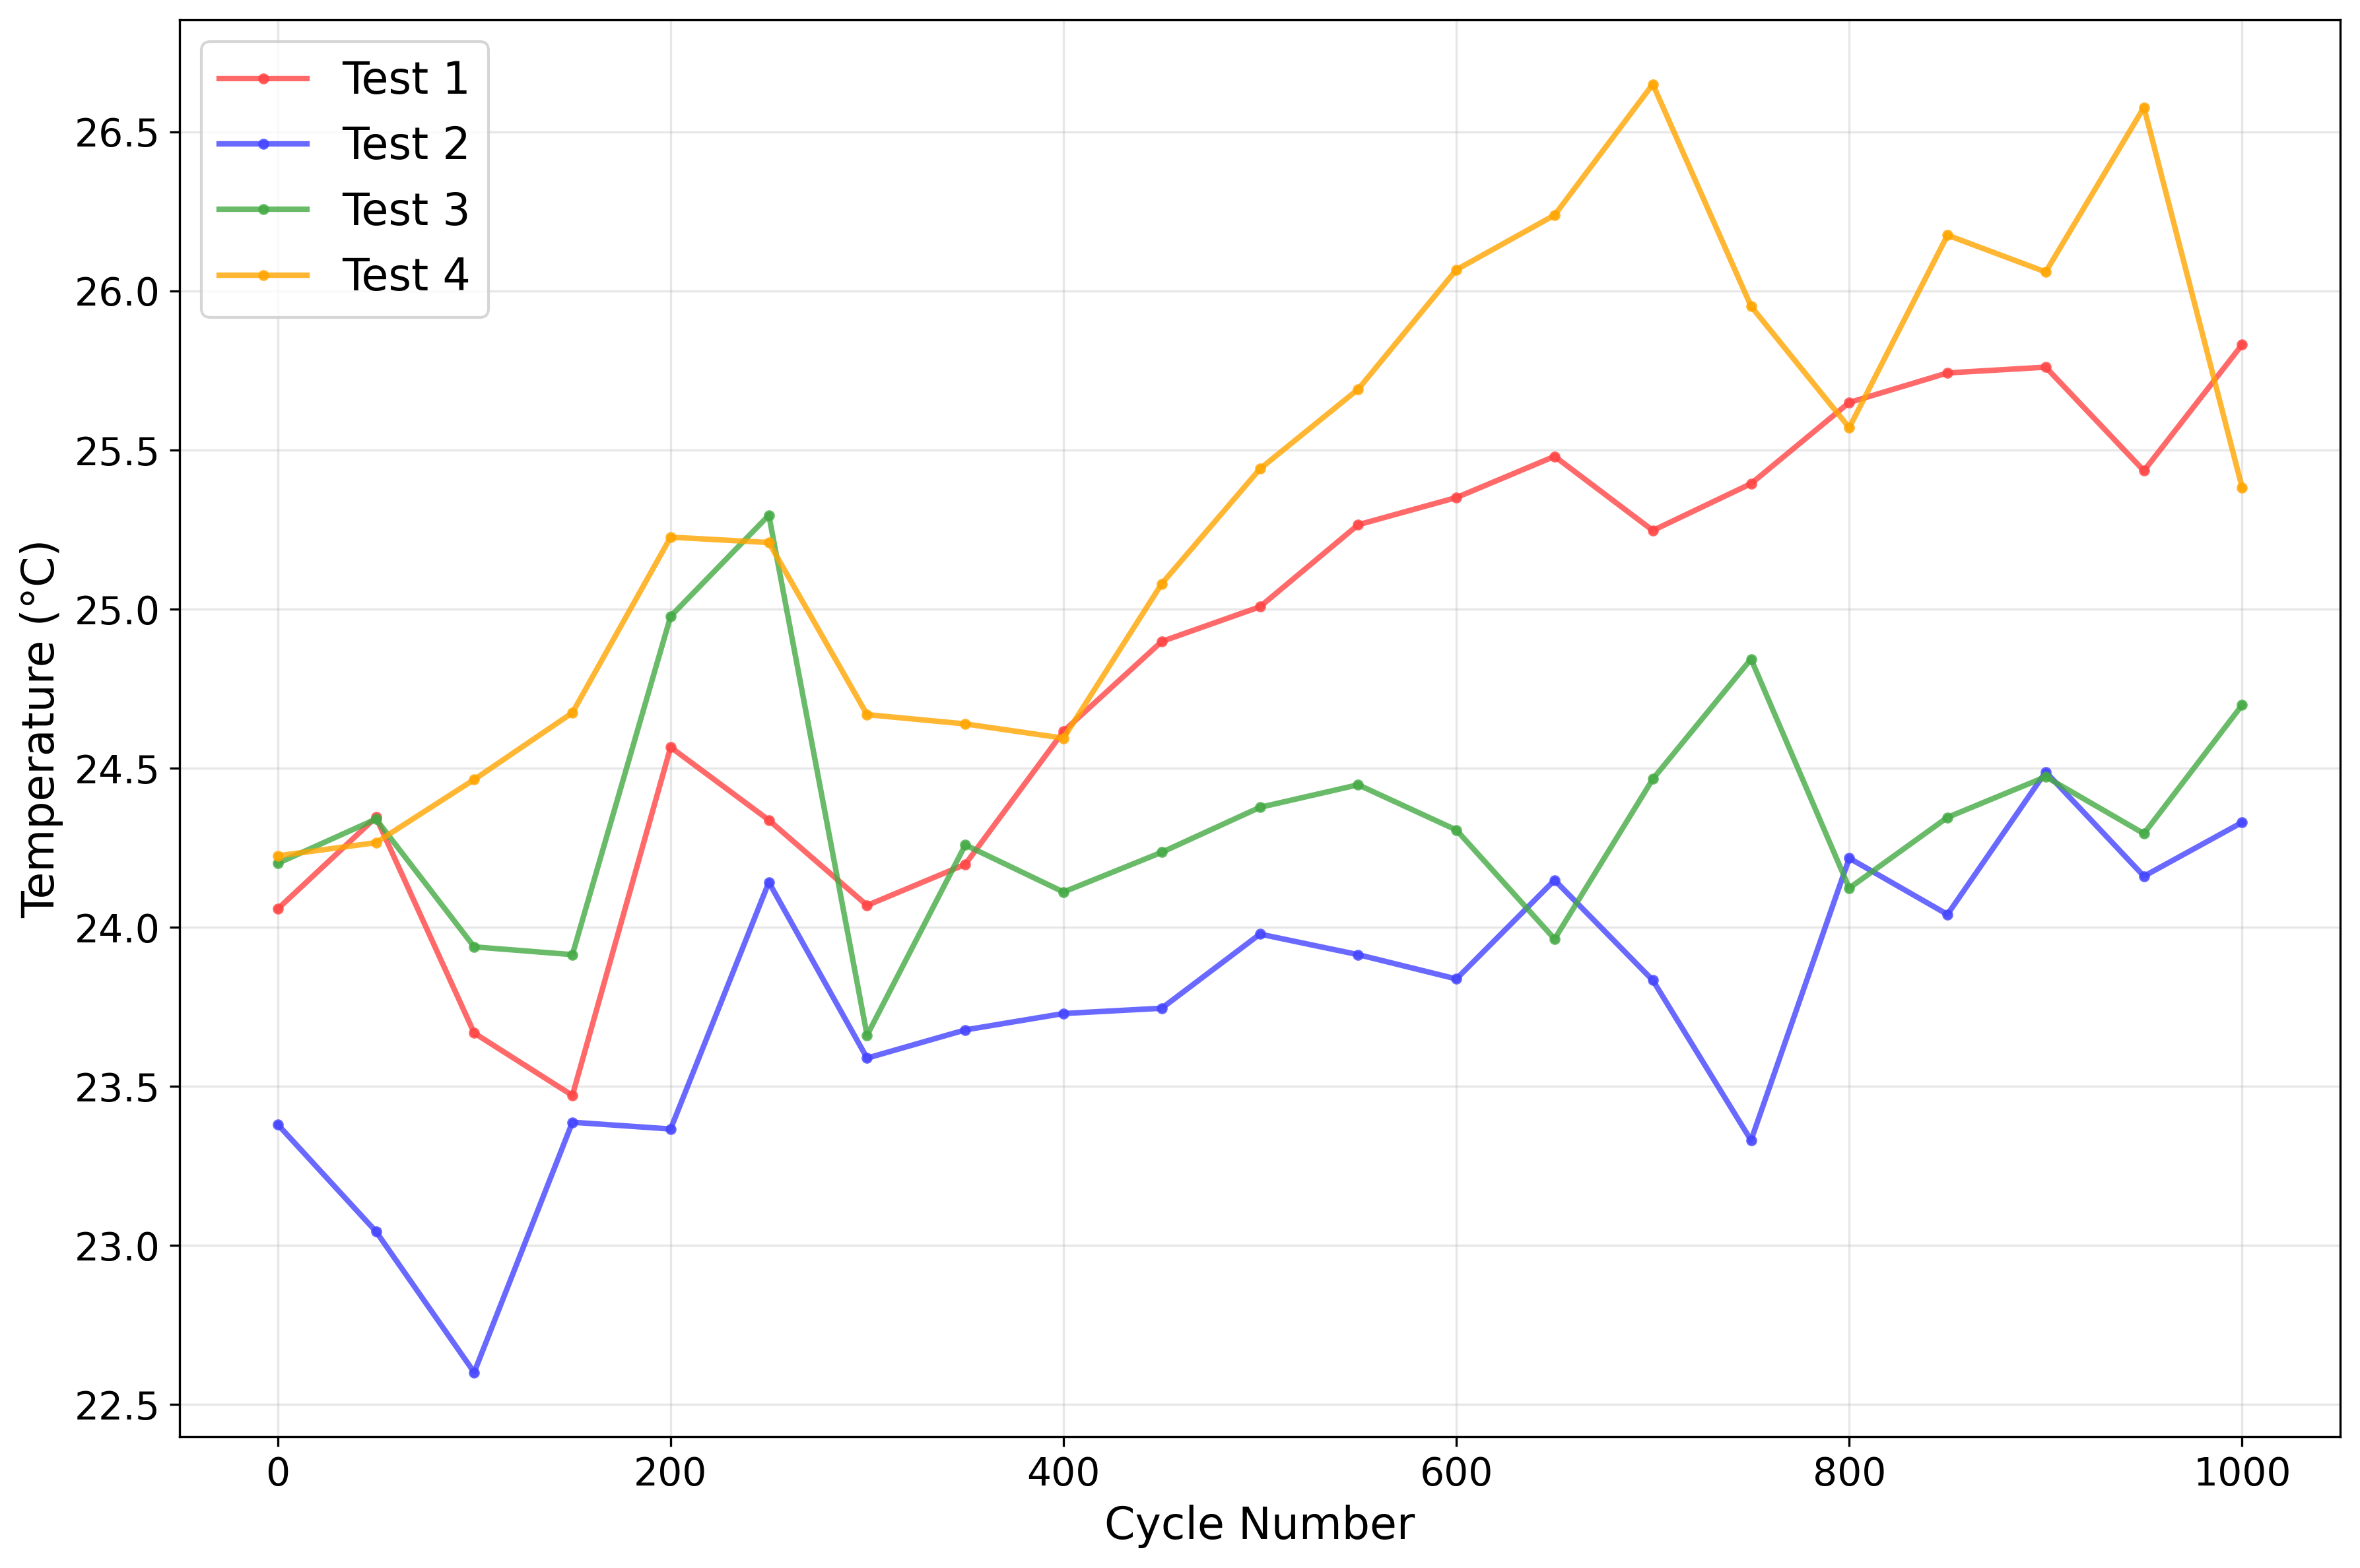 Test 1
Test 2
Test 3
Test 4
Temperature (°C)
26.5
26.0
25.5
25.0
24.5
24.0
23.5
23.0
22.5
0 200 400 600 800 1000
Cycle Number